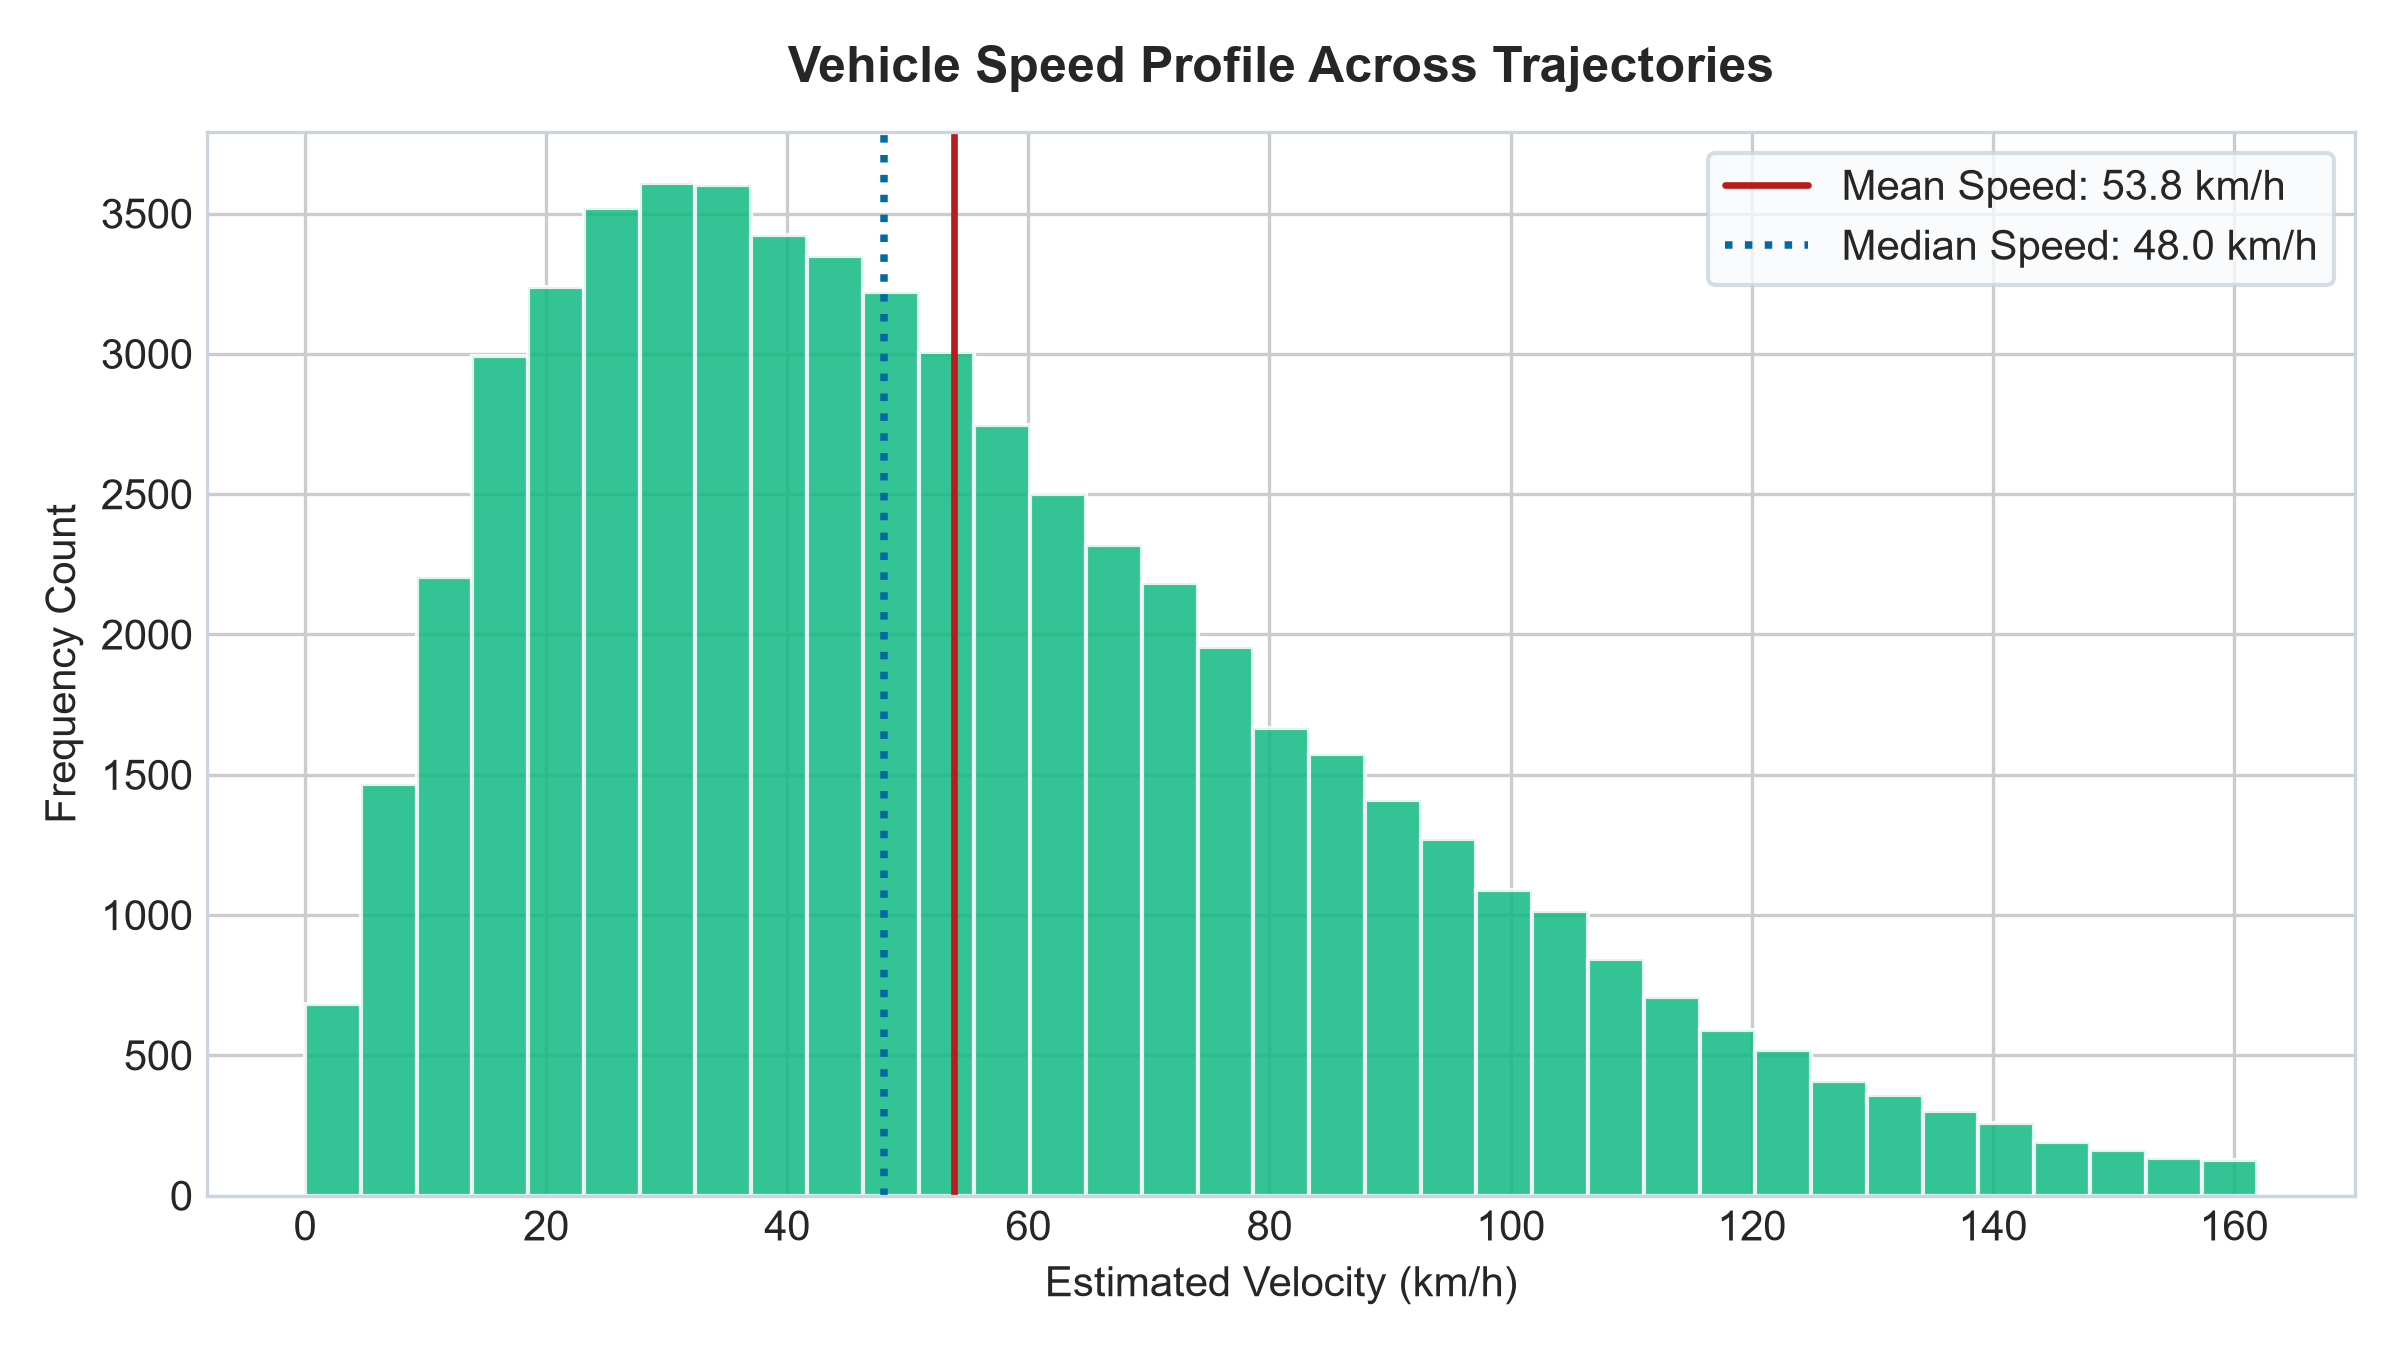 Vehicle Speed Profile Across Trajectories
Mean Speed: 53.8 km/h
Median Speed: 48.0 km/h
Frequency Count
3500
3000
2500
2000
1500
1000
500
0
0 20 40 60 80 100 120 140 160
Estimated Velocity (km/h)